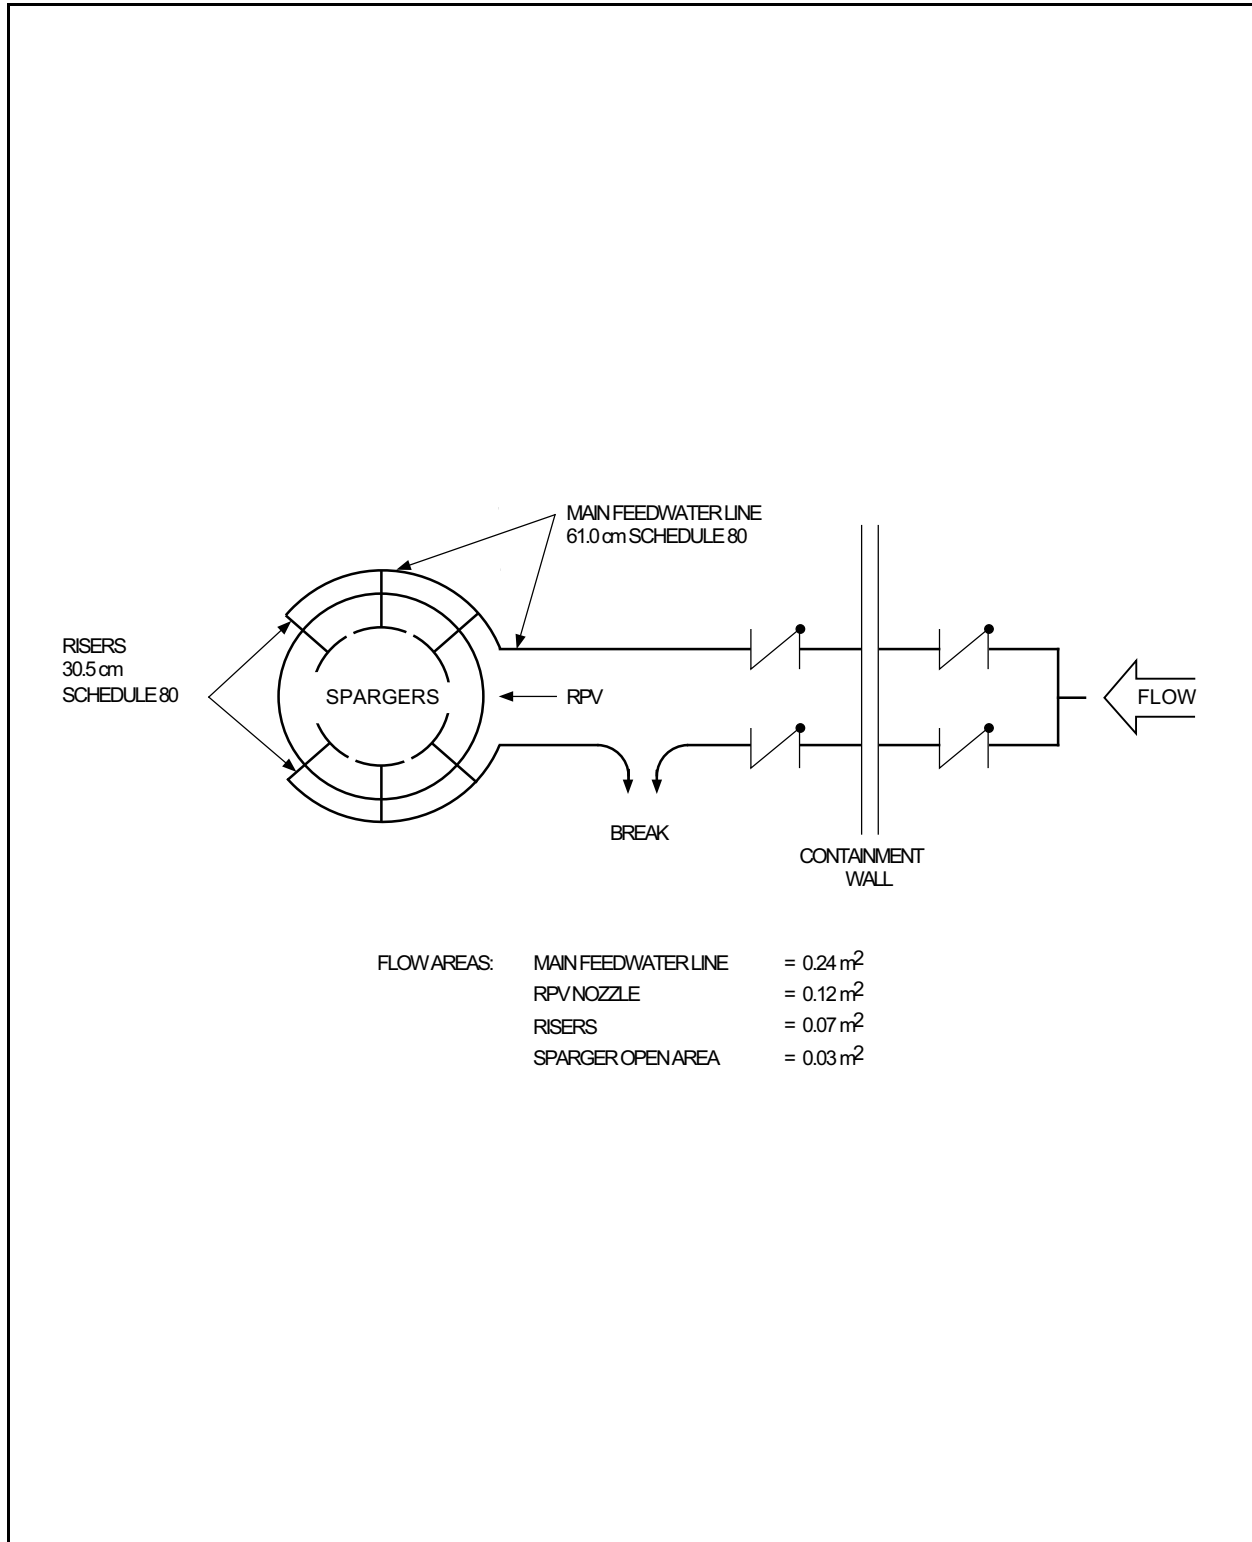 MAIN FEEDWATER LINE
61.0 cm SCHEDULE 80
RISERS
30.5 cm
SCHEDULE 80
SPARGERS
RPV
FLOW
BREAK
CONTAINMENT
WALL
FLOW AREAS: MAIN FEEDWATER LINE = 0.24 m²
RPV NOZZLE = 0.12 m²
RISERS = 0.07 m²
SPARGER OPEN AREA = 0.03 m²